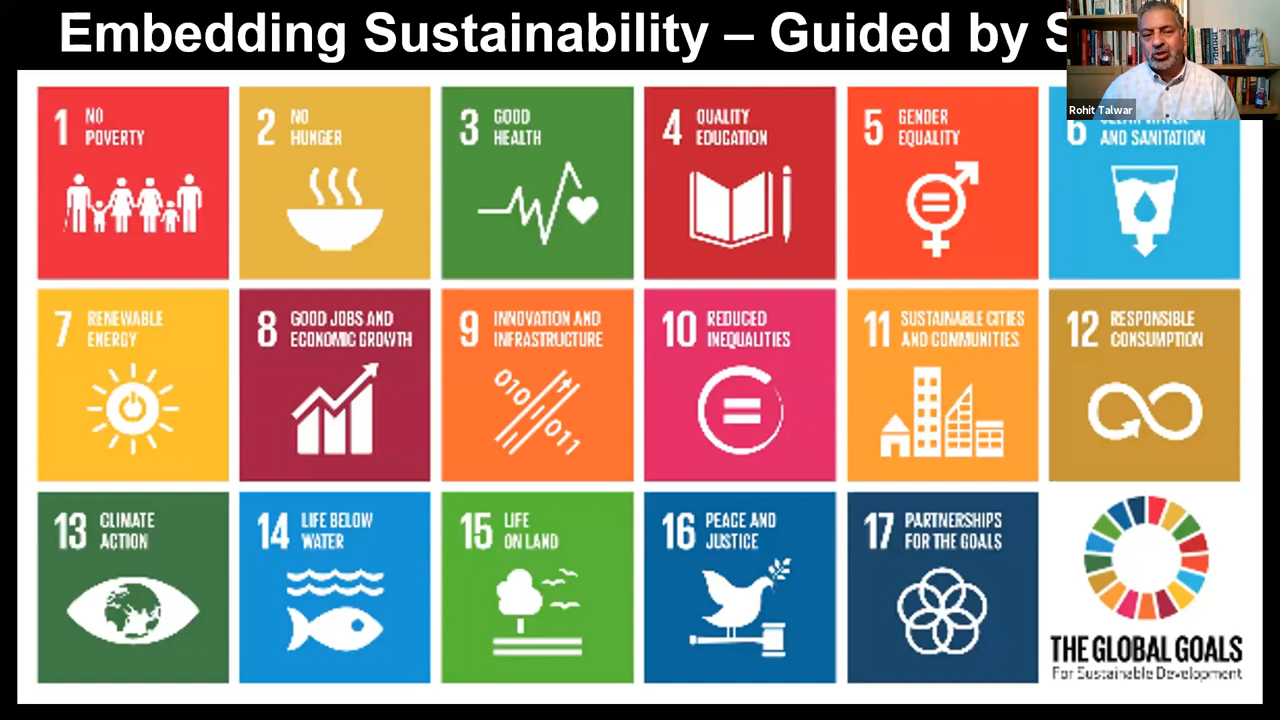 Embedding Sustainability – Guided by S
Rohit Talwar
1 NO
POVERTY
2 NO
HUNGER
3 GOOD
HEALTH
4 QUALITY
EDUCATION
5 GENDER
EQUALITY
6
AND SANITATION
7 RENEWABLE
ENERGY
8 GOOD JOBS AND
ECONOMIC GROWTH
9 INNOVATION AND
INFRASTRUCTURE
010
011
10 REDUCED
INEQUALITIES
11 SUSTAINABLE CITIES
AND COMMUNITIES
12 RESPONSIBLE
CONSUMPTION
13 CLIMATE
ACTION
14 LIFE BELOW
WATER
15 LIFE
ON LAND
16 PEACE AND
JUSTICE
17 PARTNERSHIPS
FOR THE GOALS
THE GLOBAL GOALS
For Sustainable Development